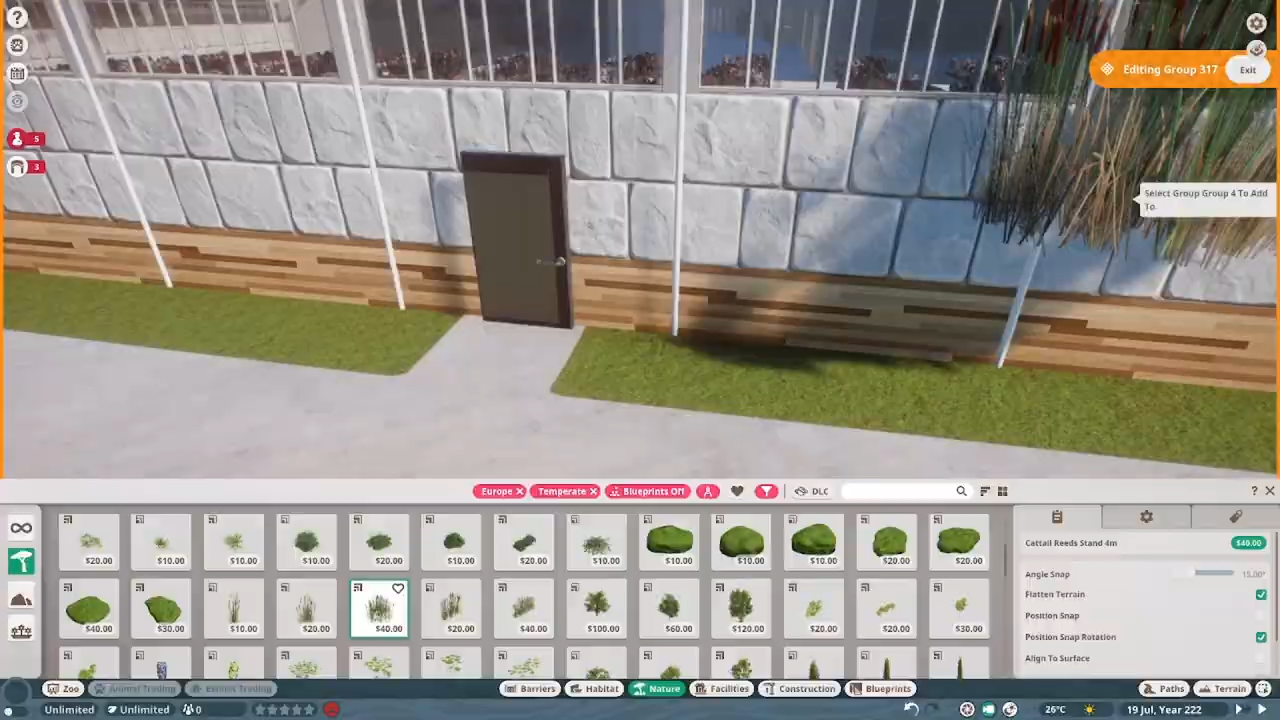 ?
Editing Group 317
Exit
5
3
Select Group Group 4 To Add
To.
Europe ×
Temperate ×
Blueprints Off
DLC
? ×
$20.00 $10.00 $10.00 $10.00 $20.00 $10.00 $20.00 $10.00 $10.00 $10.00 $10.00 $20.00 $20.00
$40.00 $30.00 $10.00 $20.00 $40.00 $20.00 $40.00 $100.00 $60.00 $120.00 $20.00 $20.00 $30.00
Cattail Reeds Stand 4m $40.00
Angle Snap 15.00°
Flatten Terrain
Position Snap
Position Snap Rotation
Align To Surface
Zoo Animal Trading Exhibit Trading Barriers Habitat Nature Facilities Construction Blueprints Paths Terrain
Unlimited Unlimited 0 26°C 19 Jul, Year 222